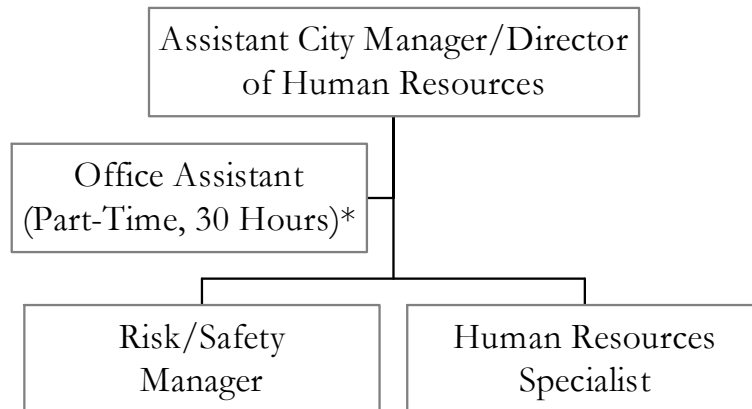 Assistant City Manager/Director
of Human Resources
Office Assistant
(Part-Time, 30 Hours)*
Risk/Safety
Manager
Human Resources
Specialist